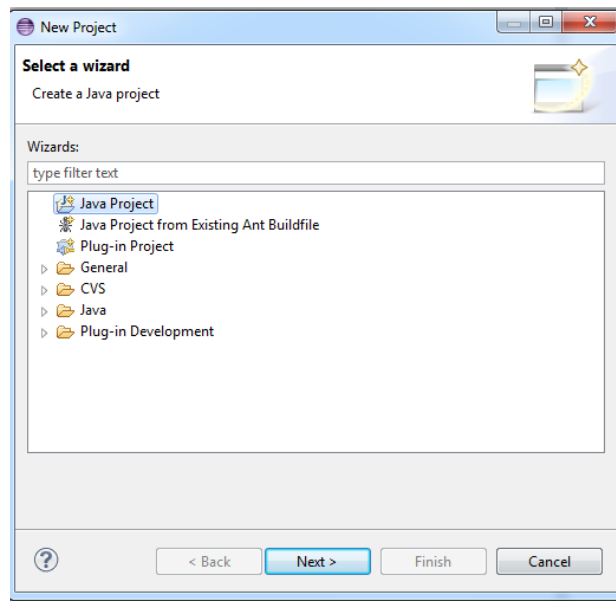 New Project
Select a wizard
Create a Java project
Wizards:
type filter text
Java Project
Java Project from Existing Ant Buildfile
Plug-in Project
General
CVS
Java
Plug-in Development
? < Back Next > Finish Cancel